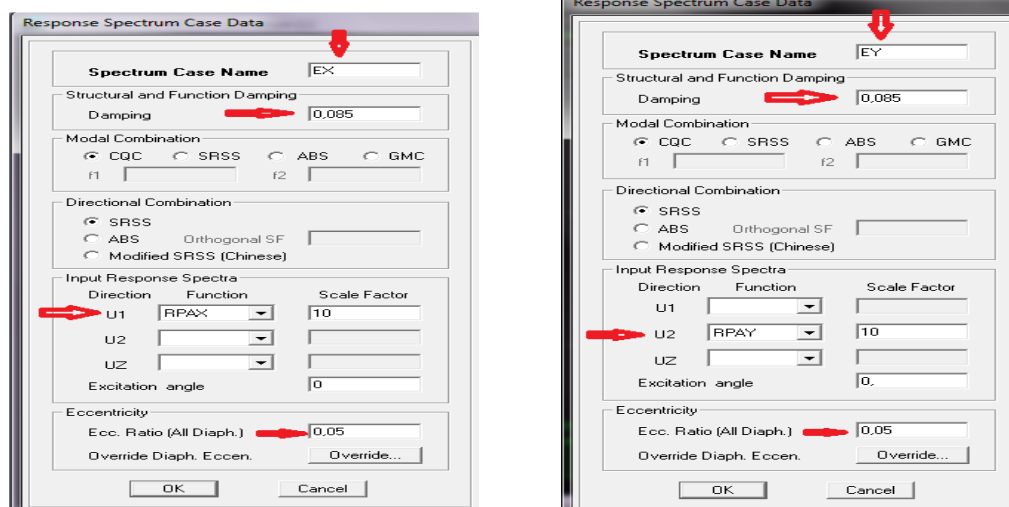 Response Spectrum Case Data
Spectrum Case Name EX
Structural and Function Damping
Damping 0,085
Modal Combination
CQC SRSS ABS GMC
f1 f2
Directional Combination
SRSS
ABS Orthogonal SF
Modified SRSS (Chinese)
Input Response Spectra
Direction Function Scale Factor
U1 RPAX 10
U2
UZ
Excitation angle 0
Eccentricity
Ecc. Ratio (All Diaph.) 0,05
Override Diaph. Eccen. Override...
OK Cancel
Response Spectrum Case Data
Spectrum Case Name EY
Structural and Function Damping
Damping 0,085
Modal Combination
CQC SRSS ABS GMC
f1 f2
Directional Combination
SRSS
ABS Orthogonal SF
Modified SRSS (Chinese)
Input Response Spectra
Direction Function Scale Factor
U1
U2 RPAY 10
UZ
Excitation angle 0,
Eccentricity
Ecc. Ratio (All Diaph.) 0,05
Override Diaph. Eccen. Override...
OK Cancel